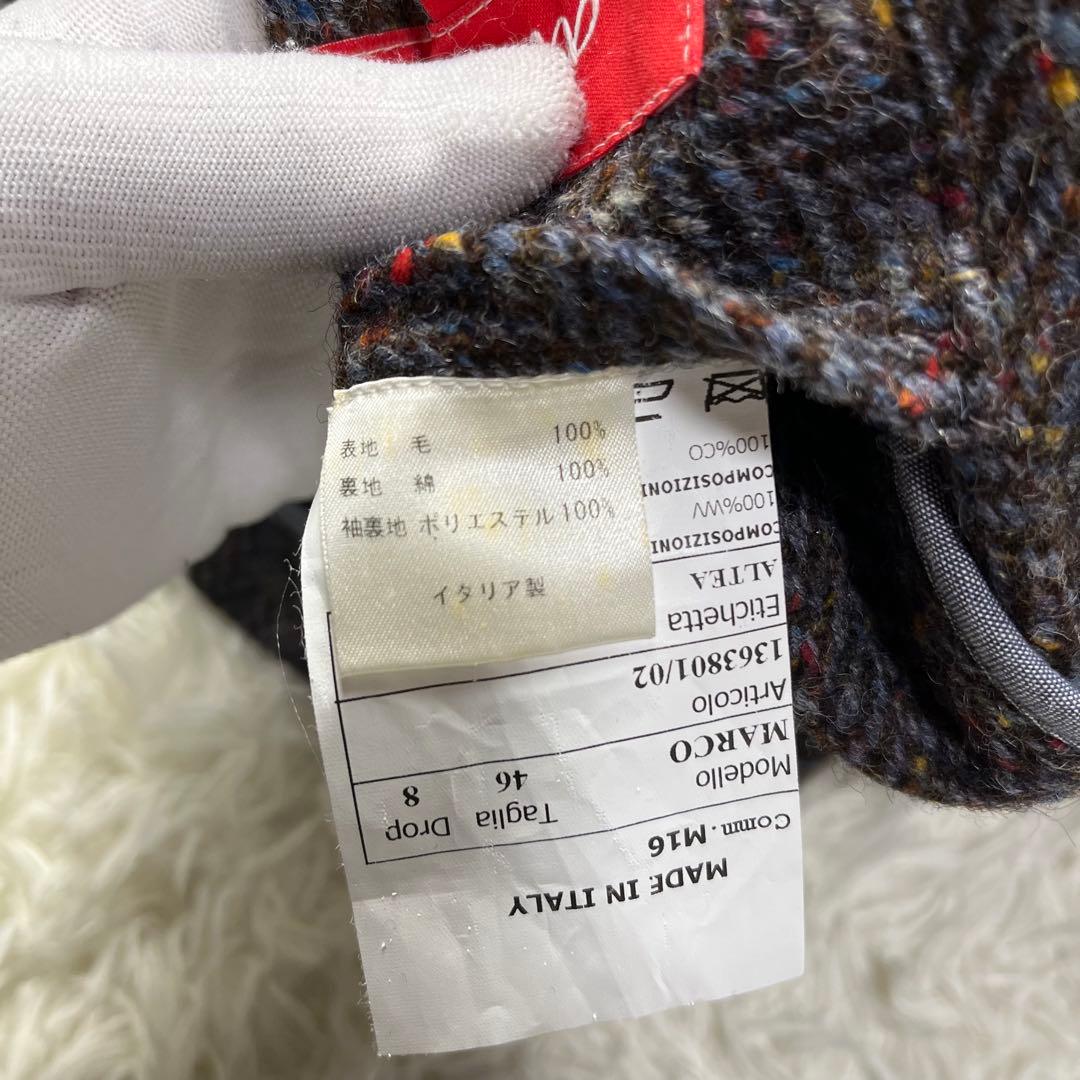 表地 毛 100%
裏地 綿 100%
袖裏地 ポリエステル 100%
イタリア製
MADE IN ITALY
Comm. M16
Modello Taglia Drop
MARCO 46 8
Articolo
1363801/02
Etichetta
ALTEA
COMPOSIZIONI
100%WV
COMPOSIZIONI
100%CO